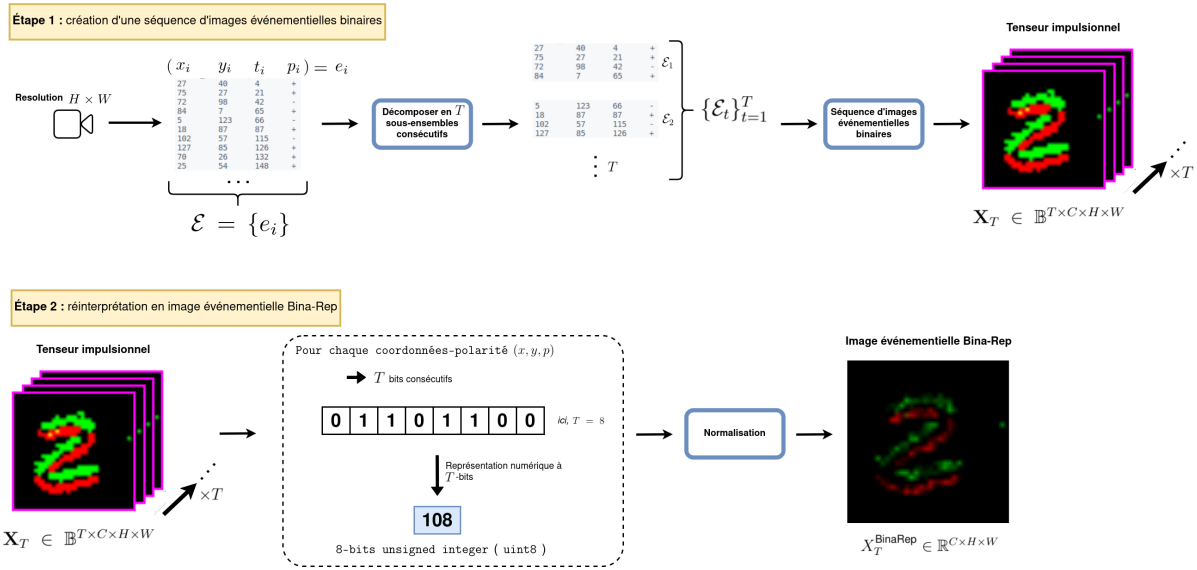 Étape 1 : création d'une séquence d'images événementielles binaires
Resolution H × W
( x_i y_i t_i p_i ) = e_i
27 40 4 +
75 27 21 +
72 98 42 -
84 7 65 +
5 123 66 -
18 87 87 +
102 57 115 -
127 85 126 +
70 26 132 +
25 54 148 +
...
ℰ = {e_i}
Décomposer en T
sous-ensembles
consécutifs
27 40 4 +
75 27 21 +
72 98 42 -
84 7 65 +
ℰ_1
5 123 66 -
18 87 87 +
102 57 115 -
127 85 126 +
ℰ_2
⋮ T
{ℰ_t}_{t=1}^T
Séquence d'images
événementielles
binaires
Tenseur impulsionnel
×T
X_T ∈ 𝔹^{T×C×H×W}
Étape 2 : réinterprétation en image événementielle Bina-Rep
Tenseur impulsionnel
×T
X_T ∈ 𝔹^{T×C×H×W}
Pour chaque coordonnées-polarité (x, y, p)
T bits consécutifs
0 1 1 0 1 1 0 0
ici, T = 8
Représentation numérique à
T-bits
108
8-bits unsigned integer ( uint8 )
Normalisation
Image événementielle Bina-Rep
X_T^{BinaRep} ∈ ℝ^{C×H×W}